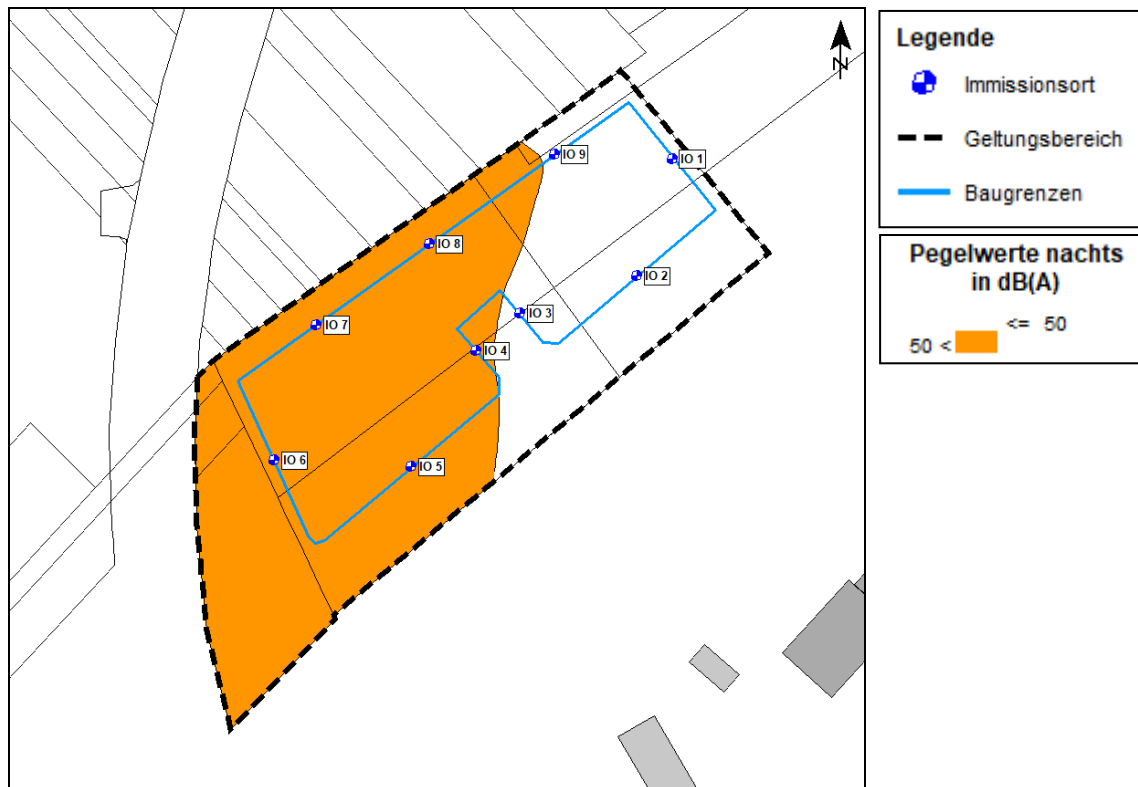 N
IO 9
IO 1
IO 8
IO 2
IO 3
IO 7
IO 4
IO 6
IO 5
Legende
Immissionsort
Geltungsbereich
Baugrenzen
Pegelwerte nachts
in dB(A)
<= 50
50 <